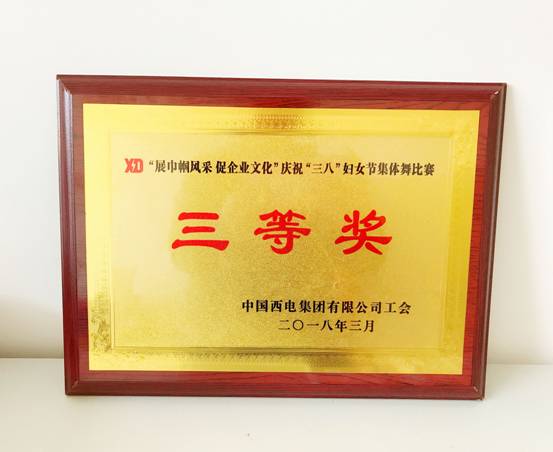 XD “展巾帼风采 促企业文化”庆祝“三八”妇女节集体舞比赛
三等奖
中国西电集团有限公司工会
二〇一八年三月